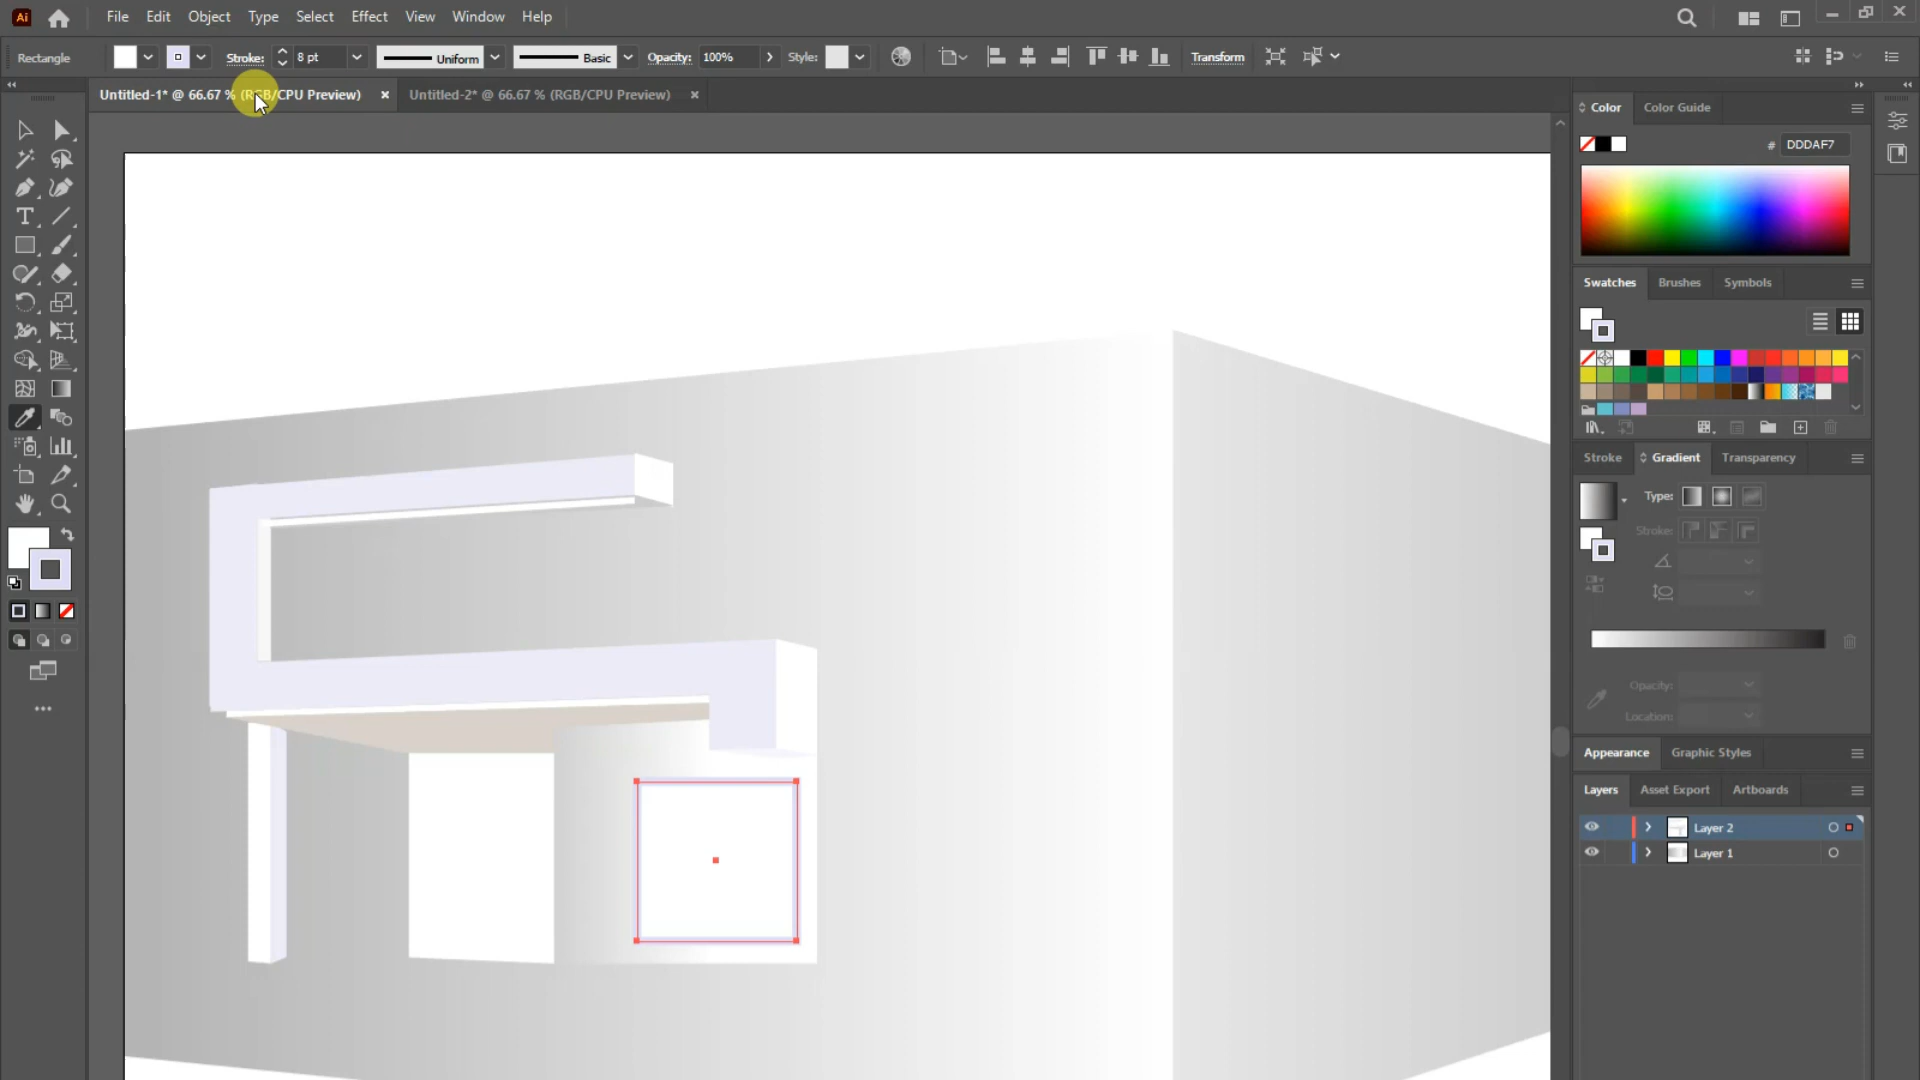 Ai File Edit Object Type Select Effect View Window Help
Rectangle Stroke: 8 pt Uniform Basic Opacity: 100% Style: Transform
Untitled-1* @ 66.67 % (RGB/CPU Preview) × Untitled-2* @ 66.67 % (RGB/CPU Preview) ×
Color Color Guide
# DDDAF7
Swatches Brushes Symbols
Stroke Gradient Transparency
Type:
Stroke:
Opacity:
Location:
Appearance Graphic Styles
Layers Asset Export Artboards
Layer 2
Layer 1